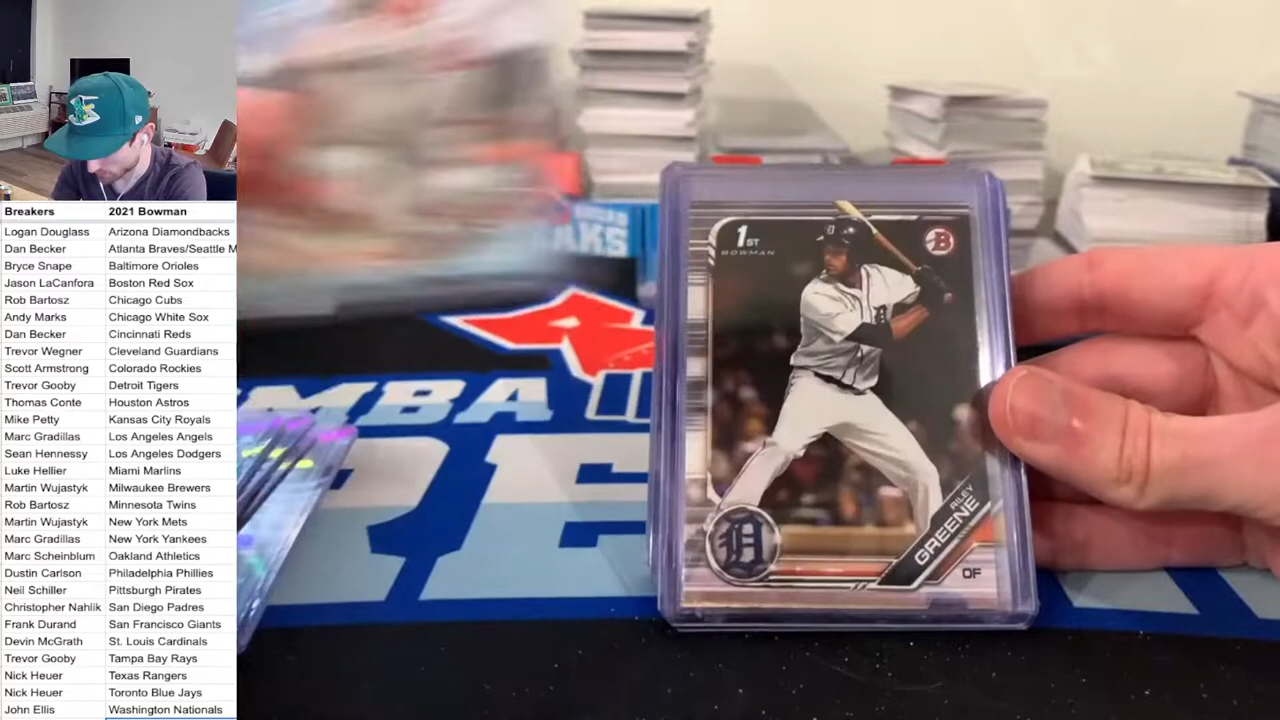 Breakers 2021 Bowman
Logan Douglass Arizona Diamondbacks
Dan Becker Atlanta Braves/Seattle M
Bryce Snape Baltimore Orioles
Jason LaCanfora Boston Red Sox
Rob Bartosz Chicago Cubs
Andy Marks Chicago White Sox
Dan Becker Cincinnati Reds
Trevor Wegner Cleveland Guardians
Scott Armstrong Colorado Rockies
Trevor Gooby Detroit Tigers
Thomas Conte Houston Astros
Mike Petty Kansas City Royals
Marc Gradillas Los Angeles Angels
Sean Hennessy Los Angeles Dodgers
Luke Hellier Miami Marlins
Martin Wujastyk Milwaukee Brewers
Rob Bartosz Minnesota Twins
Martin Wujastyk New York Mets
Marc Gradillas New York Yankees
Marc Scheinblum Oakland Athletics
Dustin Carlson Philadelphia Phillies
Neil Schiller Pittsburgh Pirates
Christopher Nahlik San Diego Padres
Frank Durand San Francisco Giants
Devin McGrath St. Louis Cardinals
Trevor Gooby Tampa Bay Rays
Nick Heuer Texas Rangers
Nick Heuer Toronto Blue Jays
John Ellis Washington Nationals
1ST
BOWMAN
B
D
RILEY
GREENE
OF